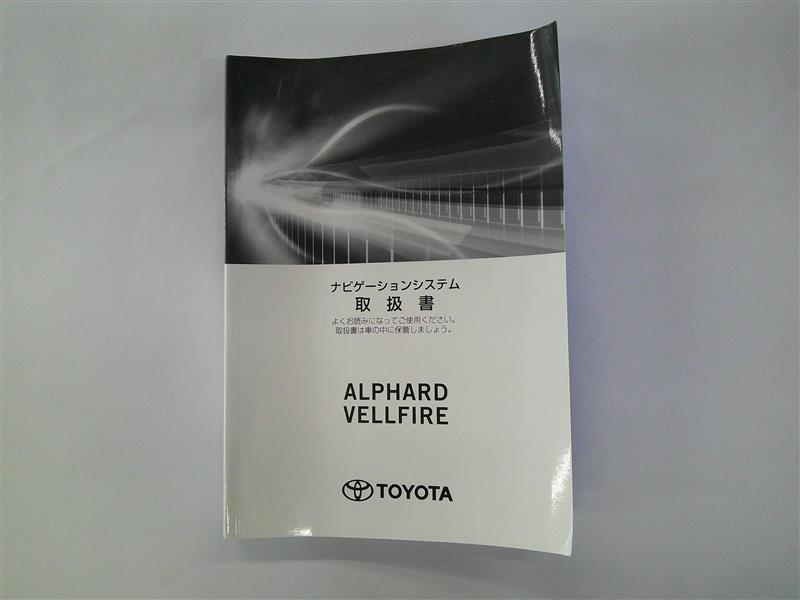 ナビゲーションシステム
取扱書
よくお読みになってご使用ください。
取扱書は車の中に保管しましょう。
ALPHARD
VELLFIRE
TOYOTA